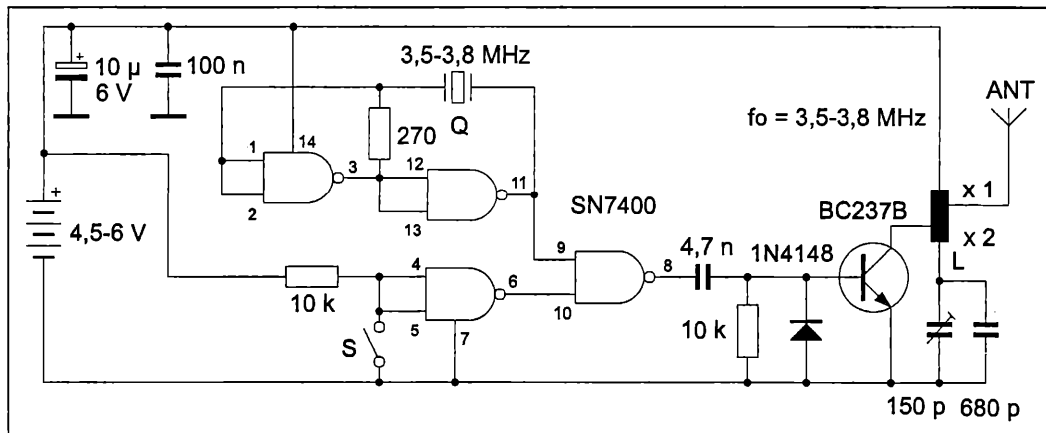 10 µ
6 V
+
100 n
3,5-3,8 MHz
Q
270
fo = 3,5-3,8 MHz
ANT
1
2
14
3
12
13
11
SN7400
BC237B
x 1
x 2
L
+
4,5-6 V
10 k
4
5
6
7
S
9
10
8
4,7 n
1N4148
10 k
150 p
680 p